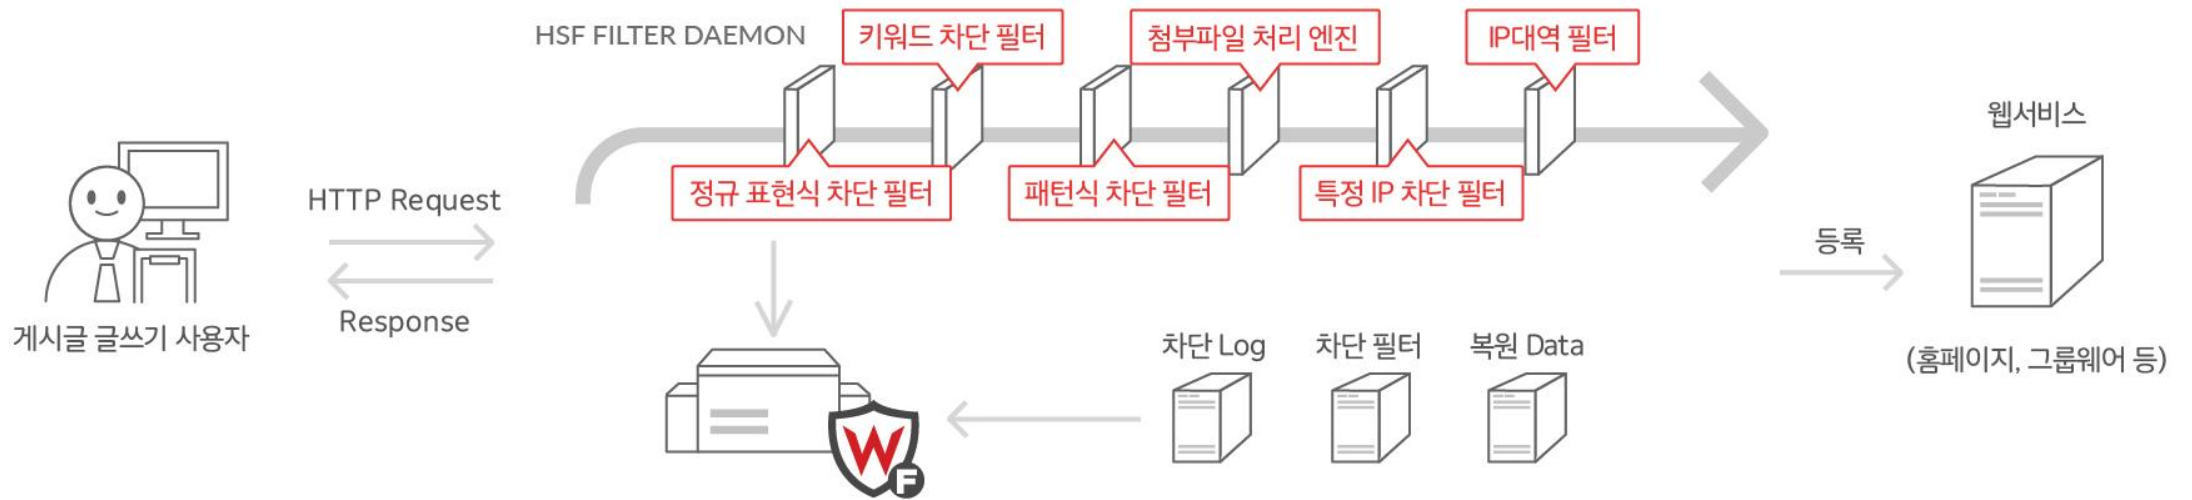 HSF FILTER DAEMON
키워드 차단 필터
첨부파일 처리 엔진
IP대역 필터
정규 표현식 차단 필터
패턴식 차단 필터
특정 IP 차단 필터
HTTP Request
Response
게시글 글쓰기 사용자
웹서비스
등록
(홈페이지, 그룹웨어 등)
차단 Log
차단 필터
복원 Data
W
F